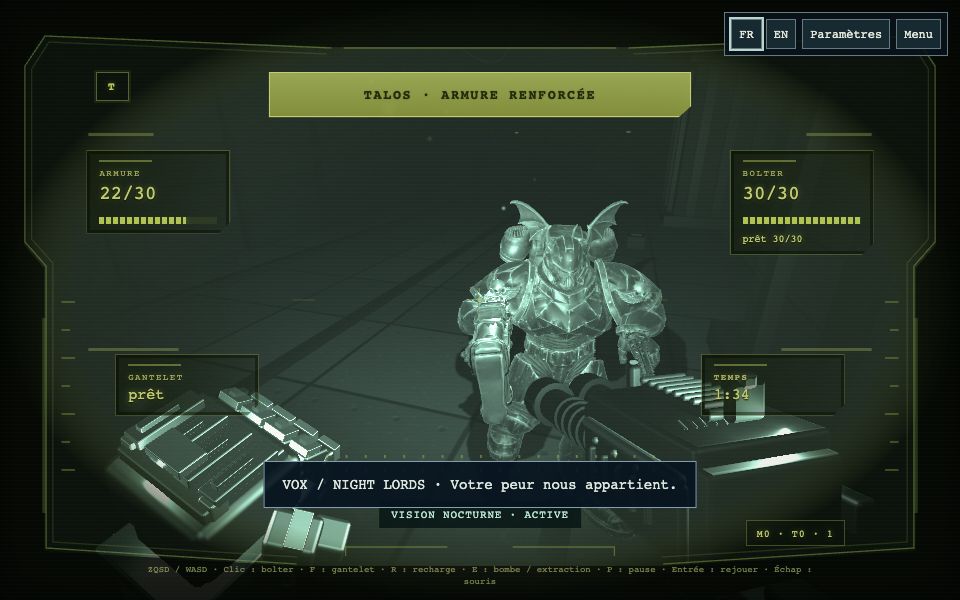 FR EN Paramètres Menu
T
TALOS · ARMURE RENFORCÉE
ARMURE
22/30
BOLTER
30/30
prêt 30/30
GANTELET
prêt
TEMPS
1:34
VOX / NIGHT LORDS · Votre peur nous appartient.
VISION NOCTURNE · ACTIVE
M0 · T0 · 1
ZQSD / WASD · Clic : bolter · F : gantelet · R : recharge · E : bombe / extraction · P : pause · Entrée : rejouer · Échap :
souris